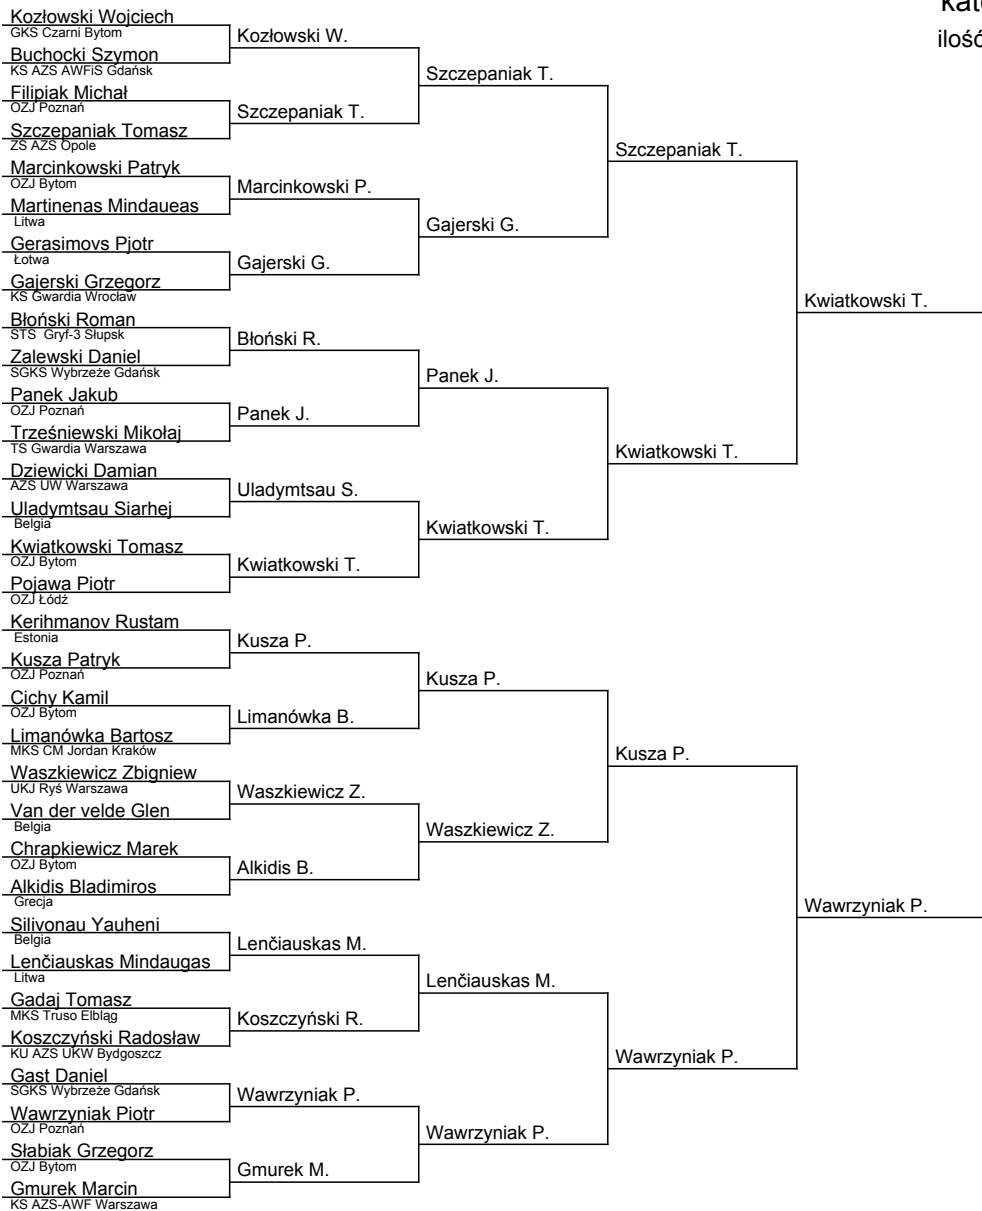 Kozłowski Wojciech
GKS Czarni Bytom
Buchocki Szymon
KS AZS AWFiS Gdańsk
Filipiak Michał
OZJ Poznań
Szczepaniak Tomasz
ZS AZS Opole
Marcinkowski Patryk
OZJ Bytom
Martinenas Mindaueas
Litwa
Gerasimovs Pjotr
Łotwa
Gajerski Grzegorz
KS Gwardia Wrocław
Błoński Roman
STS Gryf-3 Słupsk
Zalewski Daniel
SGKS Wybrzeże Gdańsk
Panek Jakub
OZJ Poznań
Trześniewski Mikołaj
TS Gwardia Warszawa
Dziewicki Damian
AZS UW Warszawa
Uladymtsau Siarhej
Belgia
Kwiatkowski Tomasz
OZJ Bytom
Pojawa Piotr
OZJ Łódź
Kerihmanov Rustam
Estonia
Kusza Patryk
OZJ Poznań
Cichy Kamil
OZJ Bytom
Limanówka Bartosz
MKS CM Jordan Kraków
Waszkiewicz Zbigniew
UKJ Ryś Warszawa
Van der velde Glen
Belgia
Chrapkiewicz Marek
OZJ Bytom
Alkidis Bladimiros
Grecja
Silivonau Yauheni
Belgia
Lenčiauskas Mindaugas
Litwa
Gadaj Tomasz
MKS Truso Elbląg
Koszczyński Radosław
KU AZS UKW Bydgoszcz
Gast Daniel
SGKS Wybrzeże Gdańsk
Wawrzyniak Piotr
OZJ Poznań
Słabiak Grzegorz
OZJ Bytom
Gmurek Marcin
KS AZS-AWF Warszawa
Kozłowski W.
Szczepaniak T.
Marcinkowski P.
Gajerski G.
Błoński R.
Panek J.
Uladymtsau S.
Kwiatkowski T.
Kusza P.
Limanówka B.
Waszkiewicz Z.
Alkidis B.
Lenčiauskas M.
Koszczyński R.
Wawrzyniak P.
Gmurek M.
Szczepaniak T.
Gajerski G.
Panek J.
Kwiatkowski T.
Kusza P.
Waszkiewicz Z.
Lenčiauskas M.
Wawrzyniak P.
Szczepaniak T.
Kwiatkowski T.
Kusza P.
Wawrzyniak P.
Kwiatkowski T.
Wawrzyniak P.
ilość